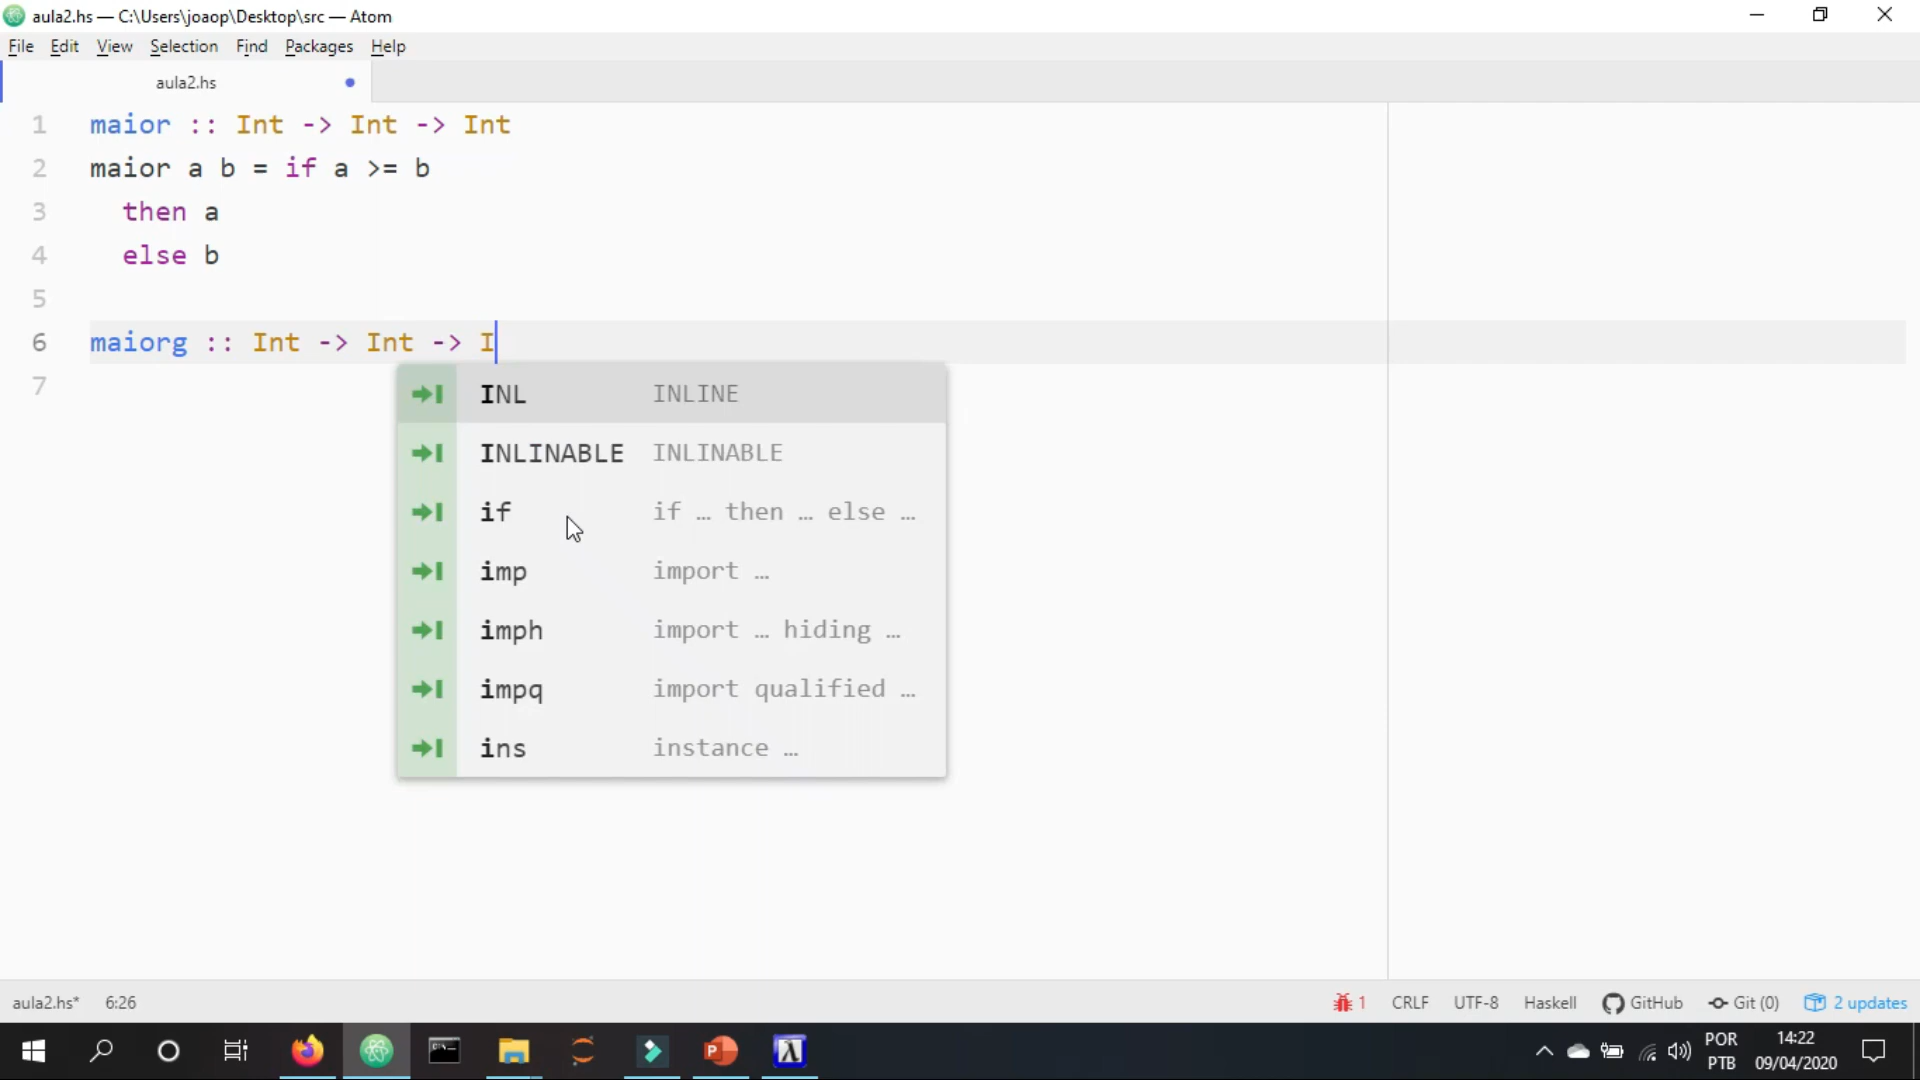 aula2.hs — C:\Users\joaop\Desktop\src — Atom
File Edit View Selection Find Packages Help
aula2.hs
1 maior :: Int -> Int -> Int
2 maior a b = if a >= b
3 then a
4 else b
5
6 maiorg :: Int -> Int -> I
7
INL INLINE
INLINABLE INLINABLE
if if … then … else …
imp import …
imph import … hiding …
impq import qualified …
ins instance …
aula2.hs* 6:26 1 CRLF UTF-8 Haskell GitHub Git (0) 2 updates
POR 14:22
PTB 09/04/2020